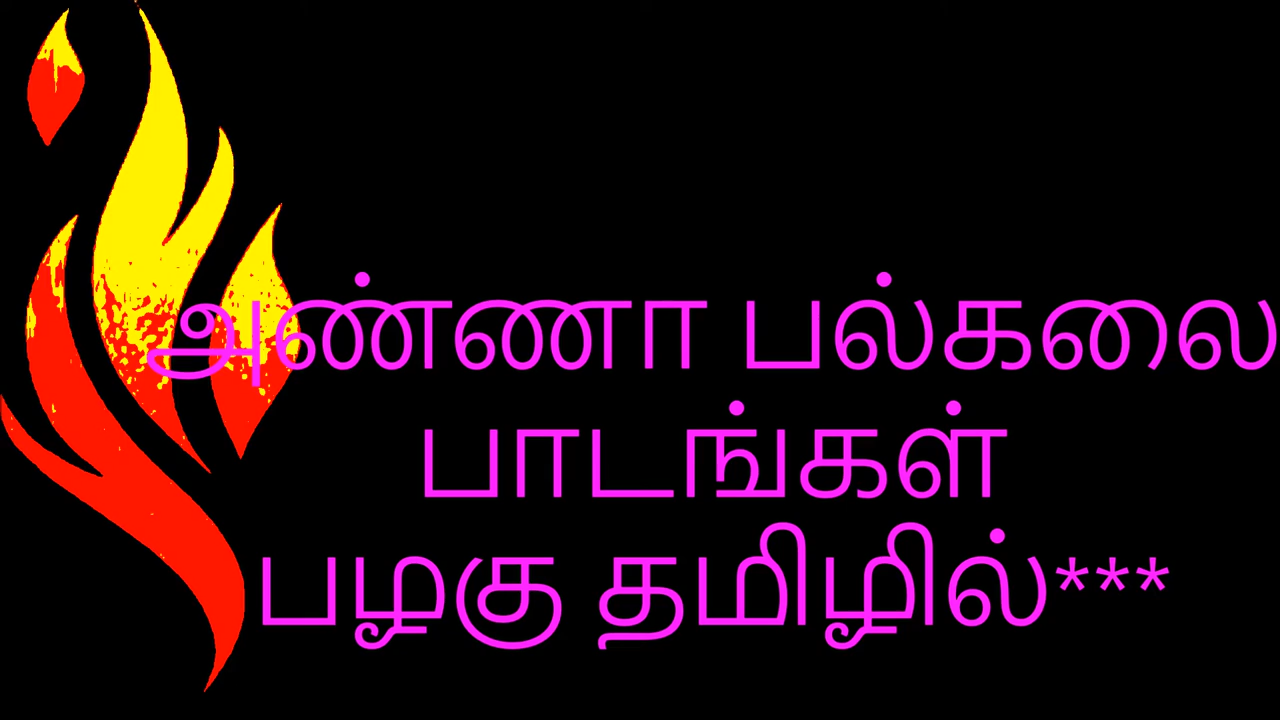 அண்ணா பல்கலை
பாடங்கள்
பழகு தமிழில்***